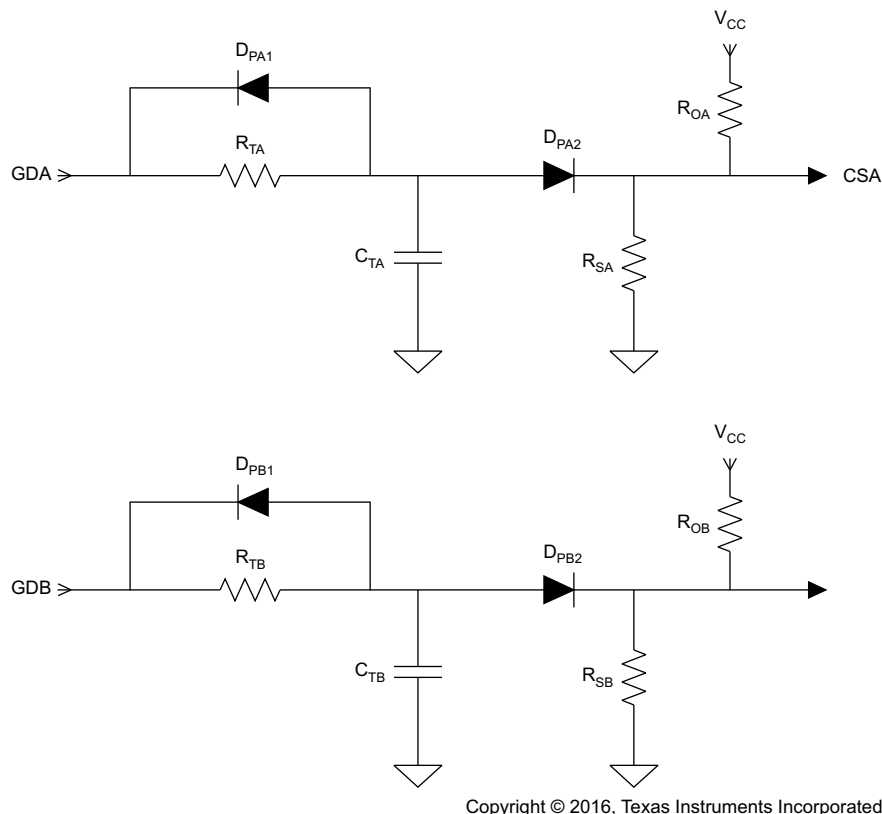 V_CC
D_PA1
R_OA
R_TA
D_PA2
GDA
CSA
C_TA
R_SA
V_CC
D_PB1
R_OB
R_TB
D_PB2
GDB
C_TB
R_SB
Copyright © 2016, Texas Instruments Incorporated